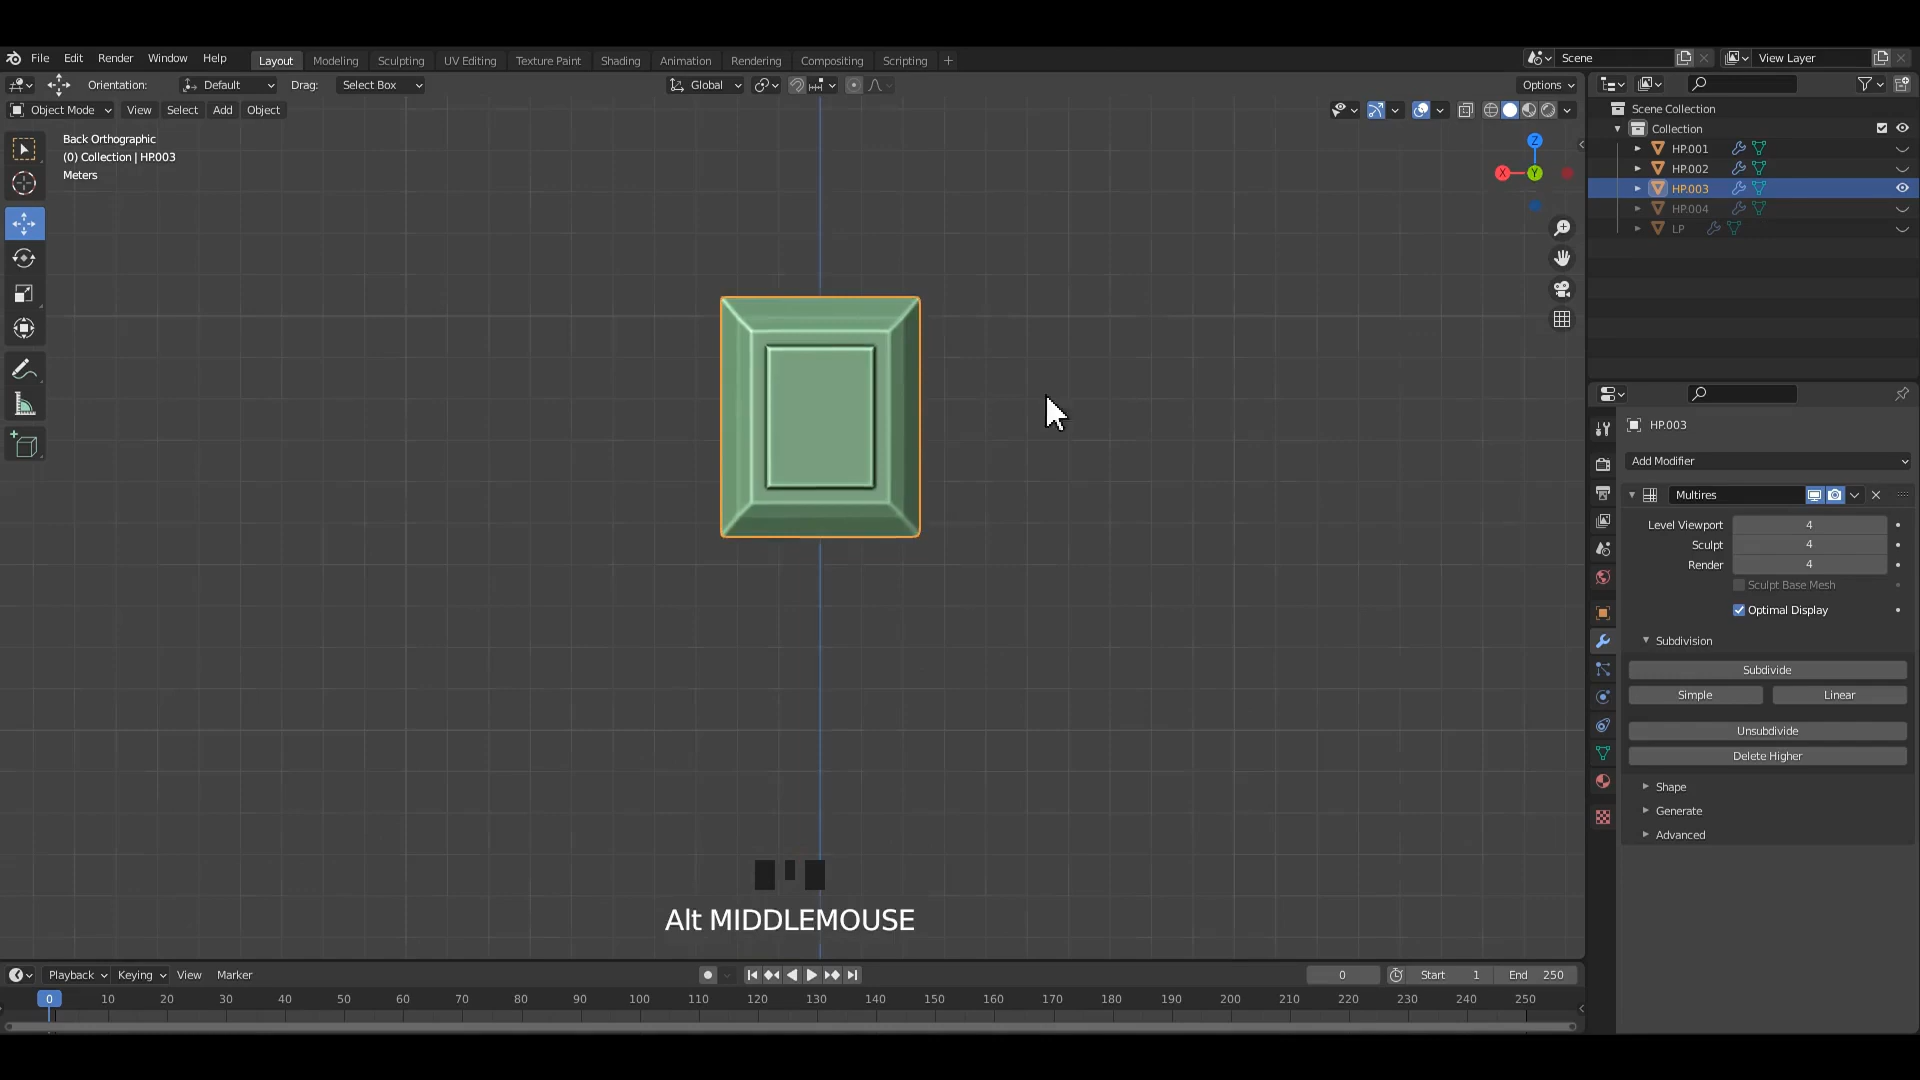 File Edit Render Window Help Layout Modeling Sculpting UV Editing Texture Paint Shading Animation Rendering Compositing Scripting + Scene View Layer
Orientation: Default Drag: Select Box Global Options
Object Mode View Select Add Object
Back Orthographic
(0) Collection | HP.003
Meters
Z
X
Y
Scene Collection
Collection
HP.001
HP.002
HP.003
HP.004
LP
HP.003
Add Modifier
Multires
Level Viewport 4
Sculpt 4
Render 4
Sculpt Base Mesh
Optimal Display
Subdivision
Subdivide
Simple Linear
Unsubdivide
Delete Higher
Shape
Generate
Advanced
Alt MIDDLEMOUSE
Playback Keying View Marker 0 Start 1 End 250
0 10 20 30 40 50 60 70 80 90 100 110 120 130 140 150 160 170 180 190 200 210 220 230 240 250